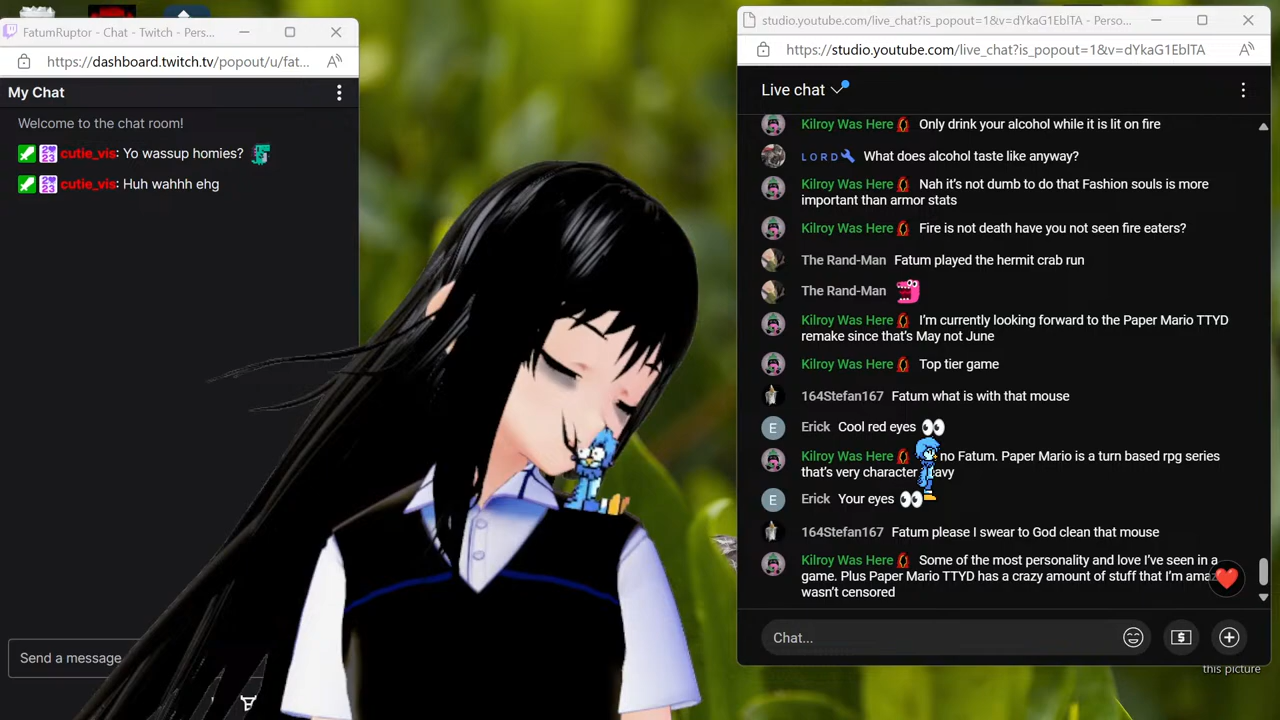 FatumRuptor - Chat - Twitch - Pers...
https://dashboard.twitch.tv/popout/u/fat...
My Chat
Welcome to the chat room!
cutie_vis: Yo wassup homies?
cutie_vis: Huh wahhh ehg
Send a message
studio.youtube.com/live_chat?is_popout=1&v=dYkaG1EblTA - Perso...
https://studio.youtube.com/live_chat?is_popout=1&v=dYkaG1EblTA
Live chat
Kilroy Was Here Only drink your alcohol while it is lit on fire
L O R D What does alcohol taste like anyway?
Kilroy Was Here Nah it's not dumb to do that Fashion souls is more
important than armor stats
Kilroy Was Here Fire is not death have you not seen fire eaters?
The Rand-Man Fatum played the hermit crab run
The Rand-Man
Kilroy Was Here I'm currently looking forward to the Paper Mario TTYD
remake since that's May not June
Kilroy Was Here Top tier game
164Stefan167 Fatum what is with that mouse
E Erick Cool red eyes
Kilroy Was Here no Fatum. Paper Mario is a turn based rpg series
that's very character
E Erick Your eyes
164Stefan167 Fatum please I swear to God clean that mouse
Kilroy Was Here Some of the most personality and love I've seen in a
game. Plus Paper Mario TTYD has a crazy amount of stuff that I'm
wasn't censored
Chat...
this picture